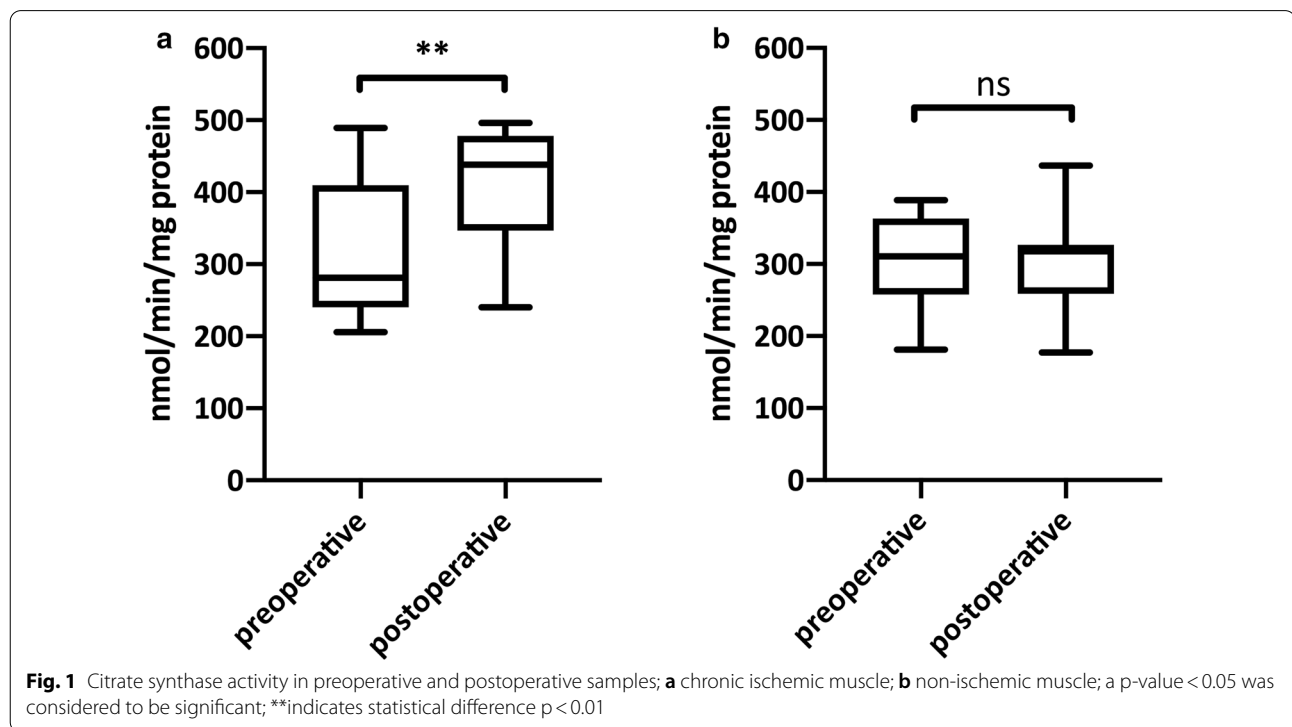 a
600
500
400
300
200
100
0
nmol/min/mg protein
**
preoperative
postoperative
b
600
500
400
300
200
100
0
nmol/min/mg protein
ns
preoperative
postoperative
Fig. 1 Citrate synthase activity in preoperative and postoperative samples; a chronic ischemic muscle; b non-ischemic muscle; a p-value < 0.05 was
considered to be significant; **indicates statistical difference p < 0.01